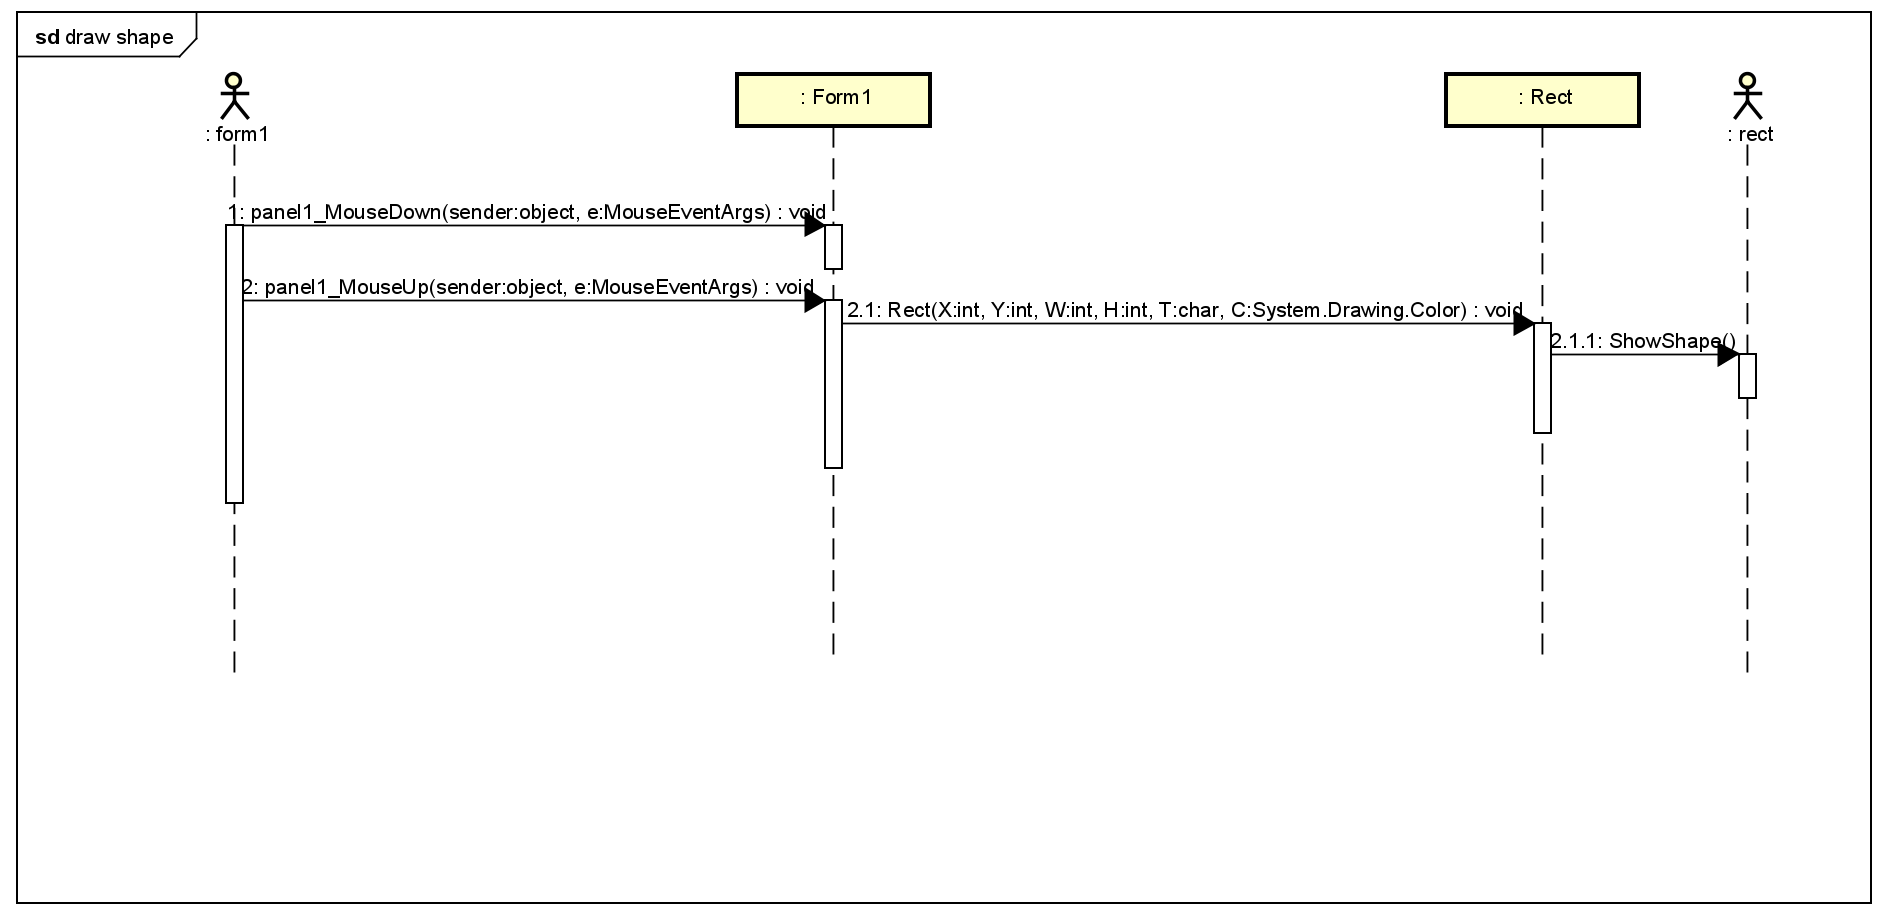 sd draw shape
: form1
: Form1
: Rect
: rect
1: panel1_MouseDown(sender:object, e:MouseEventArgs) : void
2: panel1_MouseUp(sender:object, e:MouseEventArgs) : void
2.1: Rect(X:int, Y:int, W:int, H:int, T:char, C:System.Drawing.Color) : void
2.1.1: ShowShape()